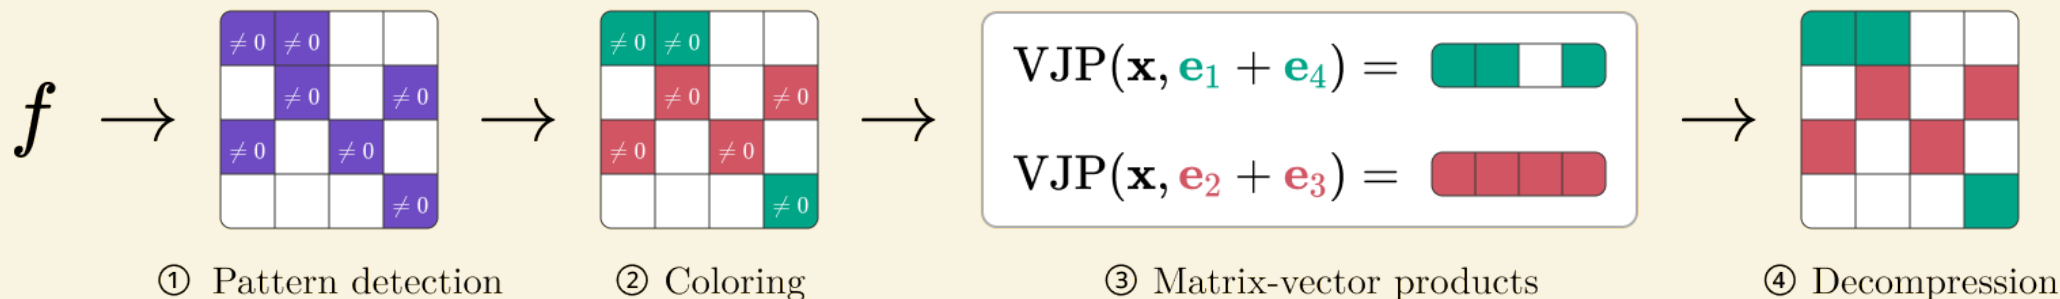 f → ≠ 0 ≠ 0 → ≠ 0 ≠ 0 → VJP(x, e₁ + e₄) = →
≠ 0 ≠ 0 ≠ 0 ≠ 0
≠ 0 ≠ 0 ≠ 0 ≠ 0 VJP(x, e₂ + e₃) =
≠ 0 ≠ 0
① Pattern detection ② Coloring ③ Matrix-vector products ④ Decompression